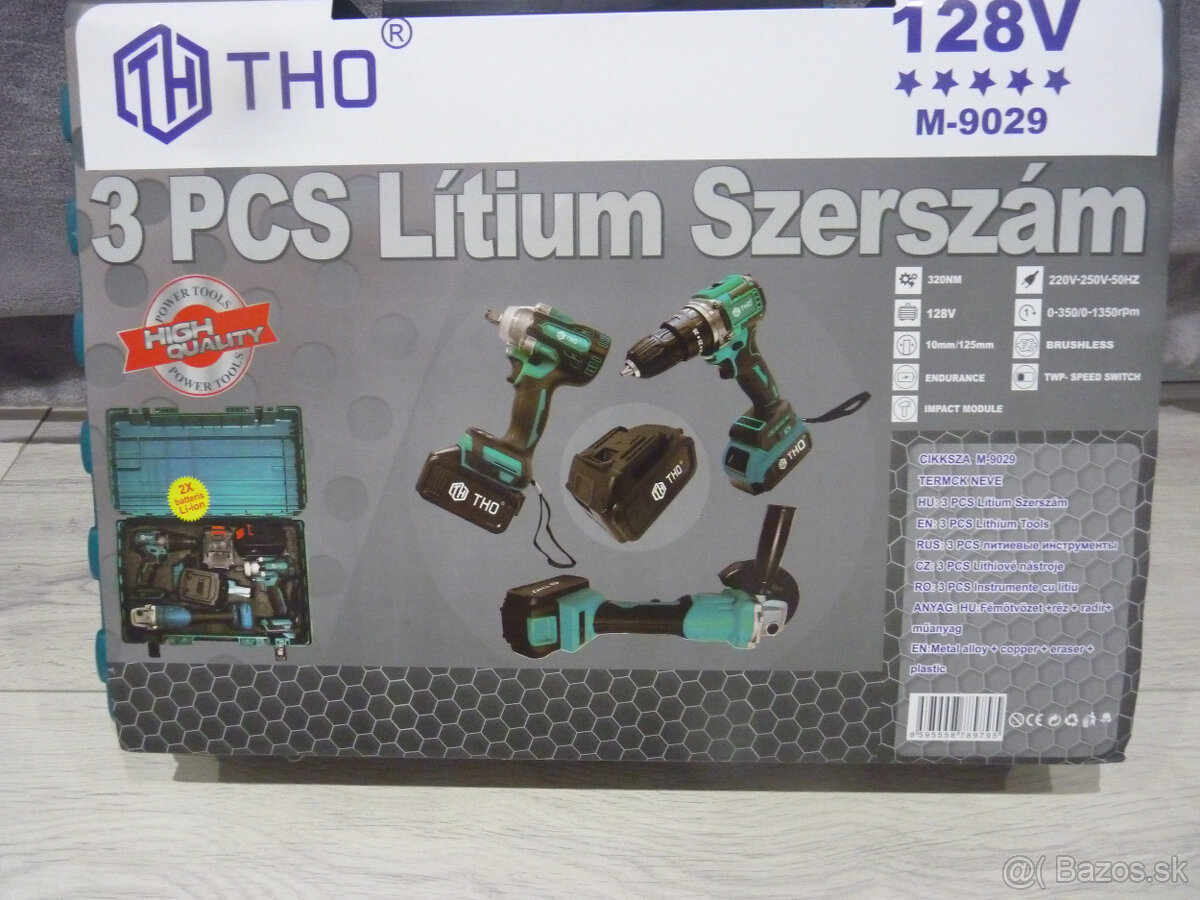 THO®
128V
M-9029
3 PCS Lítium Szerszám
POWER TOOLS
HIGH
QUALITY
POWER TOOLS
320NM
220V-250V-50HZ
128V
0-350/0-1350rpm
10mm/125mm
BRUSHLESS
ENDURANCE
TWP- SPEED SWITCH
IMPACT MODULE
THO
THO
THO
THO
THO
2X
batteris
Li-ion
CIKKSZA M-9029
TERMCK NEVE
HU: 3 PCS Lítium Szerszám
EN: 3 PCS Lithium Tools
RUS: 3 PCS литиевые инструменты
CZ: 3 PCS Lithiové nástroje
RO: 3 PCS Instrumente cu litiu
ANYAG: HU:Fémötvözet +réz + radír+
műanyag
EN:Metal alloy + copper + eraser +
plastic
8595558789795
CE
@( Bazos.sk